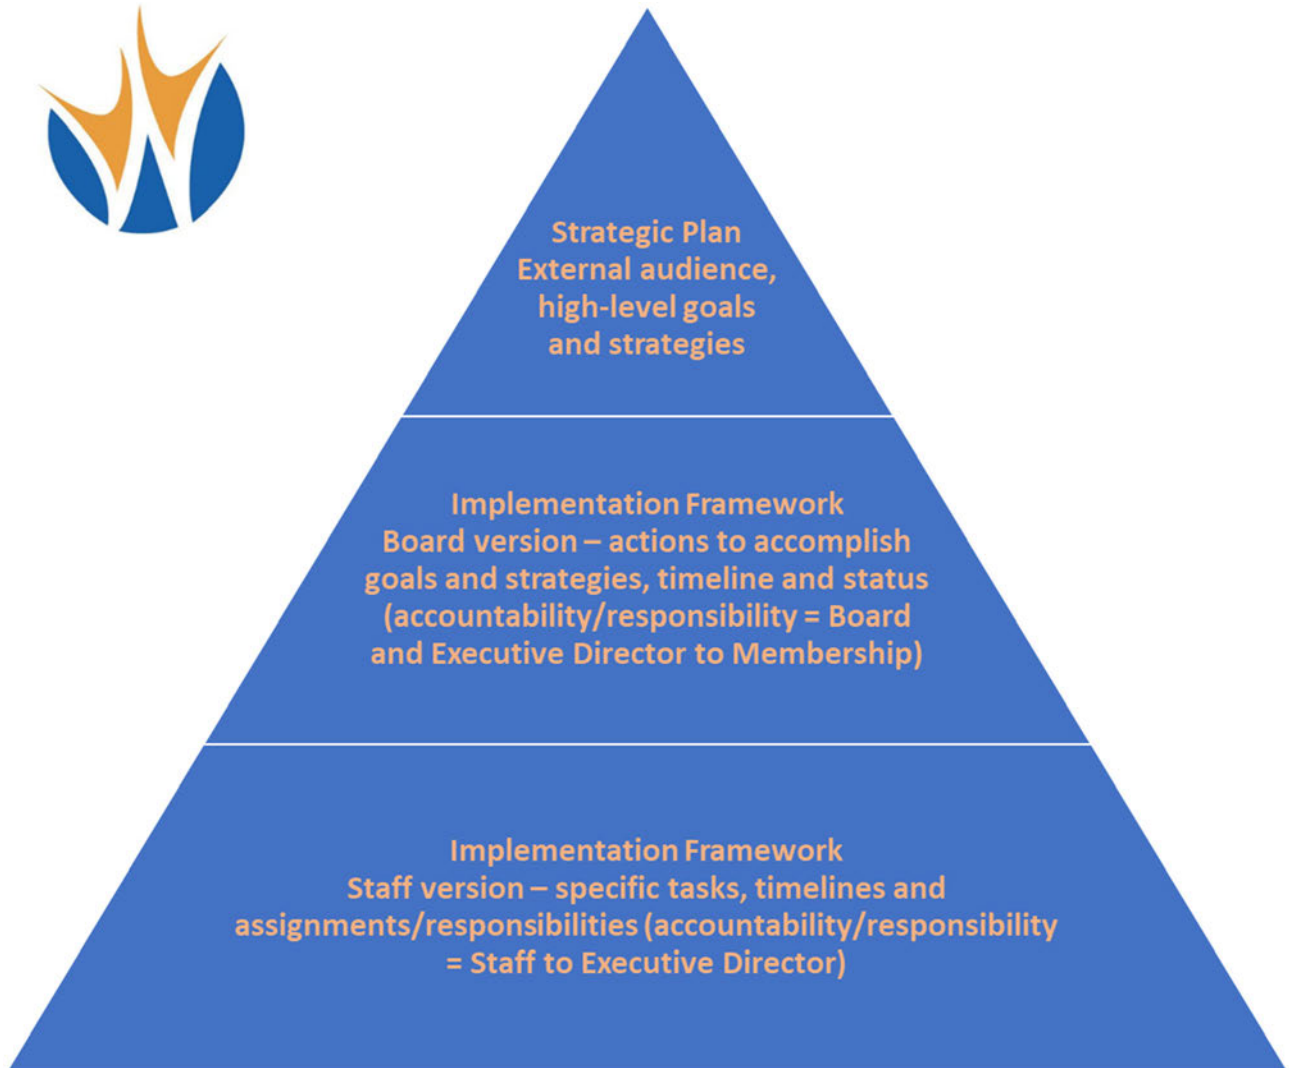 Strategic Plan
External audience,
high-level goals
and strategies
Implementation Framework
Board version – actions to accomplish
goals and strategies, timeline and status
(accountability/responsibility = Board
and Executive Director to Membership)
Implementation Framework
Staff version – specific tasks, timelines and
assignments/responsibilities (accountability/responsibility
= Staff to Executive Director)